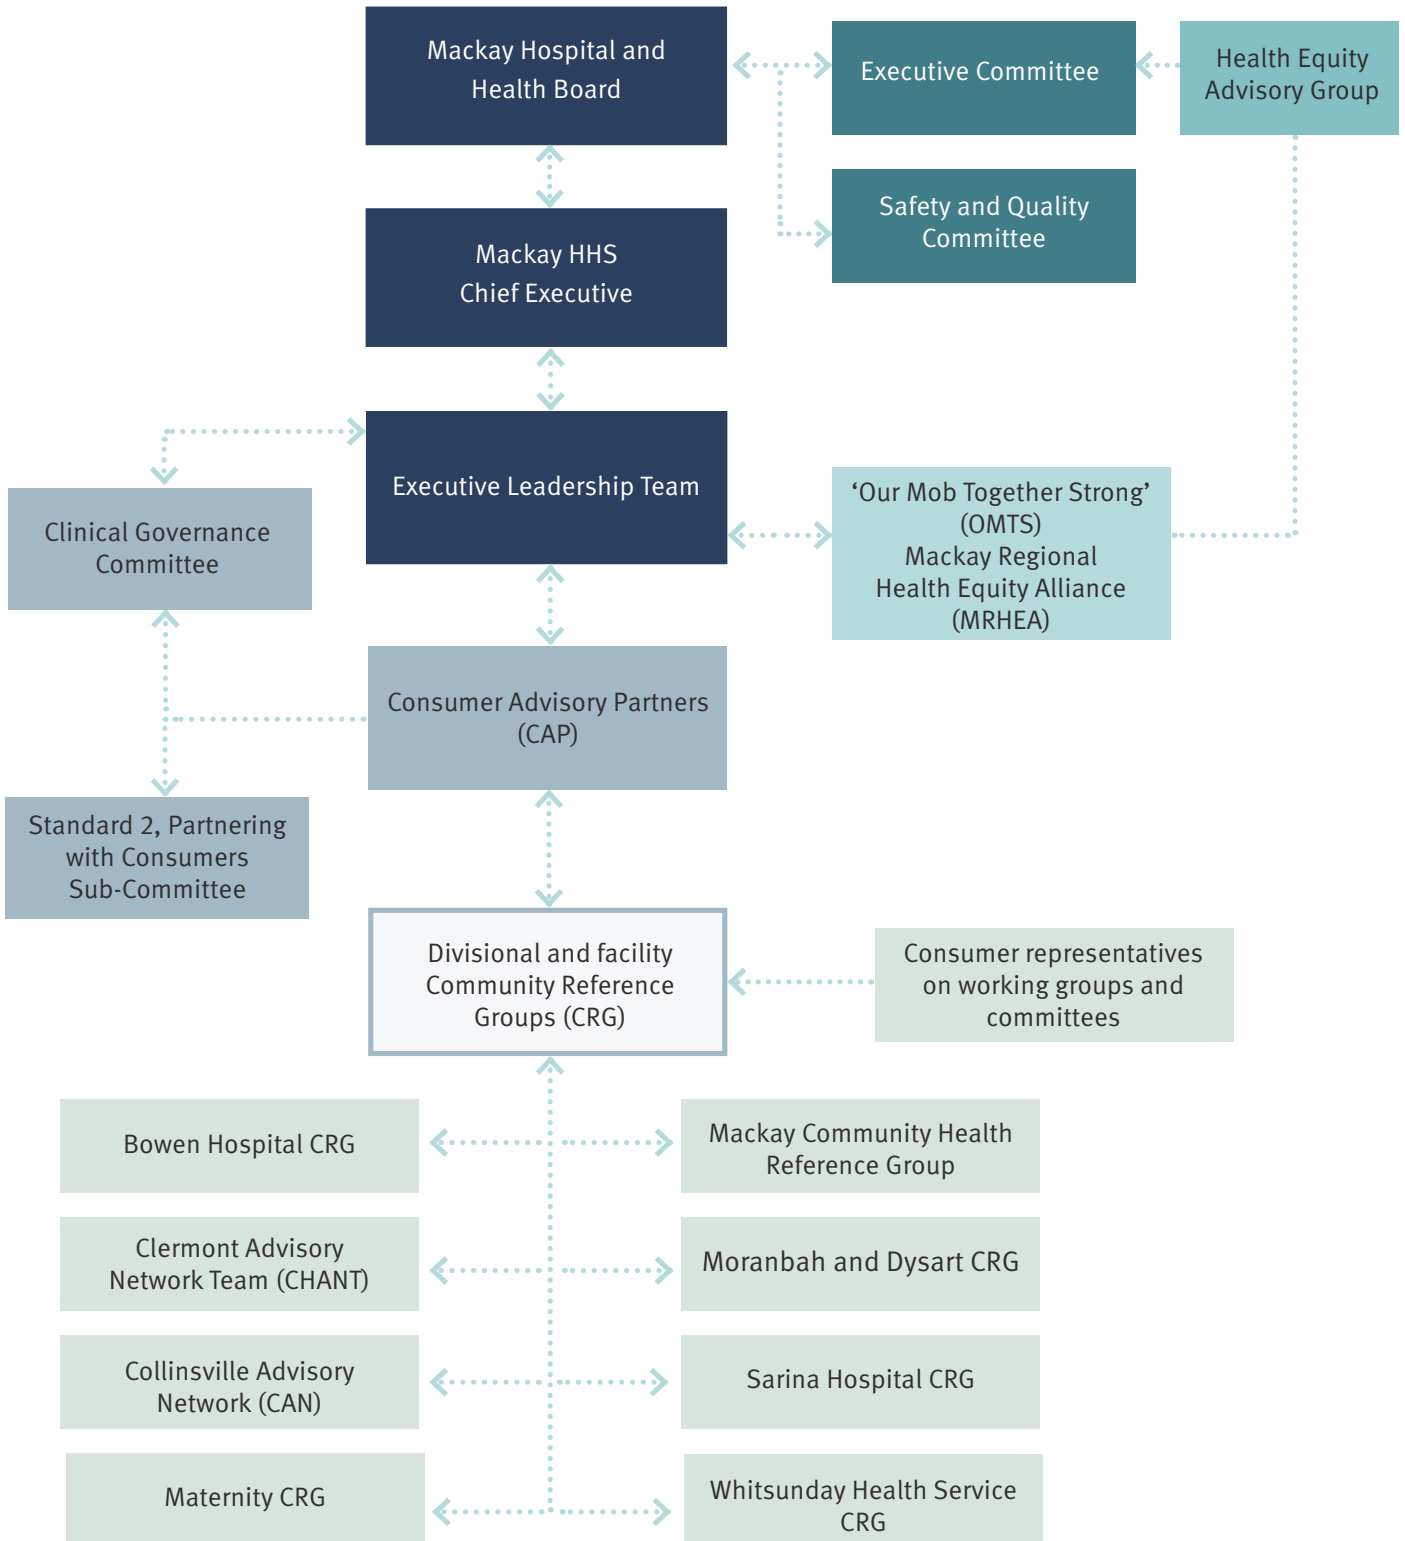 Mackay Hospital and
Health Board
Executive Committee
Health Equity
Advisory Group
Safety and Quality
Committee
Mackay HHS
Chief Executive
Executive Leadership Team
‘Our Mob Together Strong’
(OMTS)
Mackay Regional
Health Equity Alliance
(MRHEA)
Clinical Governance
Committee
Consumer Advisory Partners
(CAP)
Standard 2, Partnering
with Consumers
Sub-Committee
Divisional and facility
Community Reference
Groups (CRG)
Consumer representatives
on working groups and
committees
Bowen Hospital CRG
Mackay Community Health
Reference Group
Clermont Advisory
Network Team (CHANT)
Moranbah and Dysart CRG
Collinsville Advisory
Network (CAN)
Sarina Hospital CRG
Maternity CRG
Whitsunday Health Service
CRG